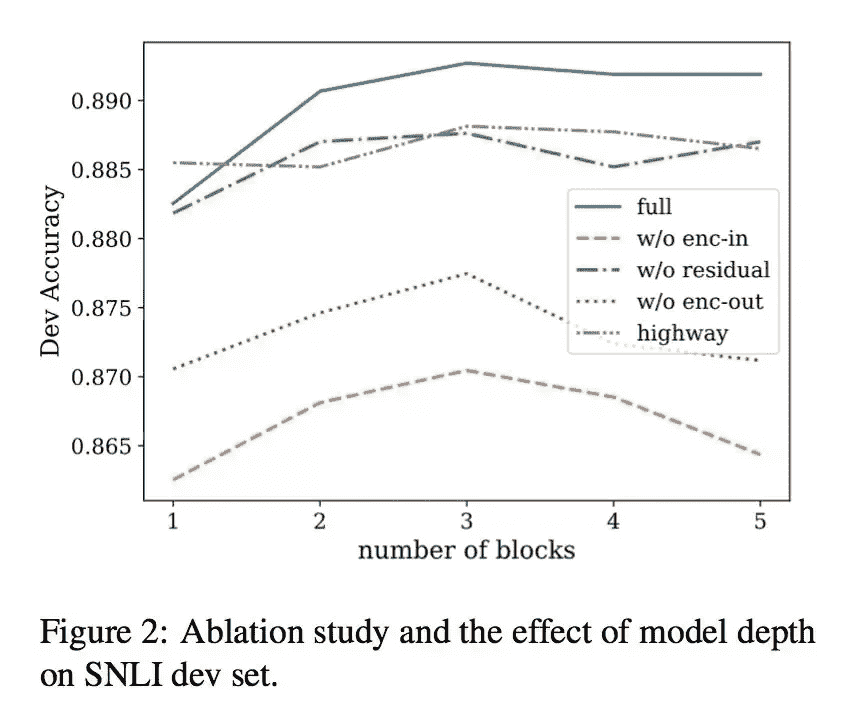 0.890
0.885
0.880
0.875
0.870
0.865
Dev Accuracy
full
w/o enc-in
w/o residual
w/o enc-out
highway
1 2 3 4 5
number of blocks
Figure 2: Ablation study and the effect of model depth
on SNLI dev set.